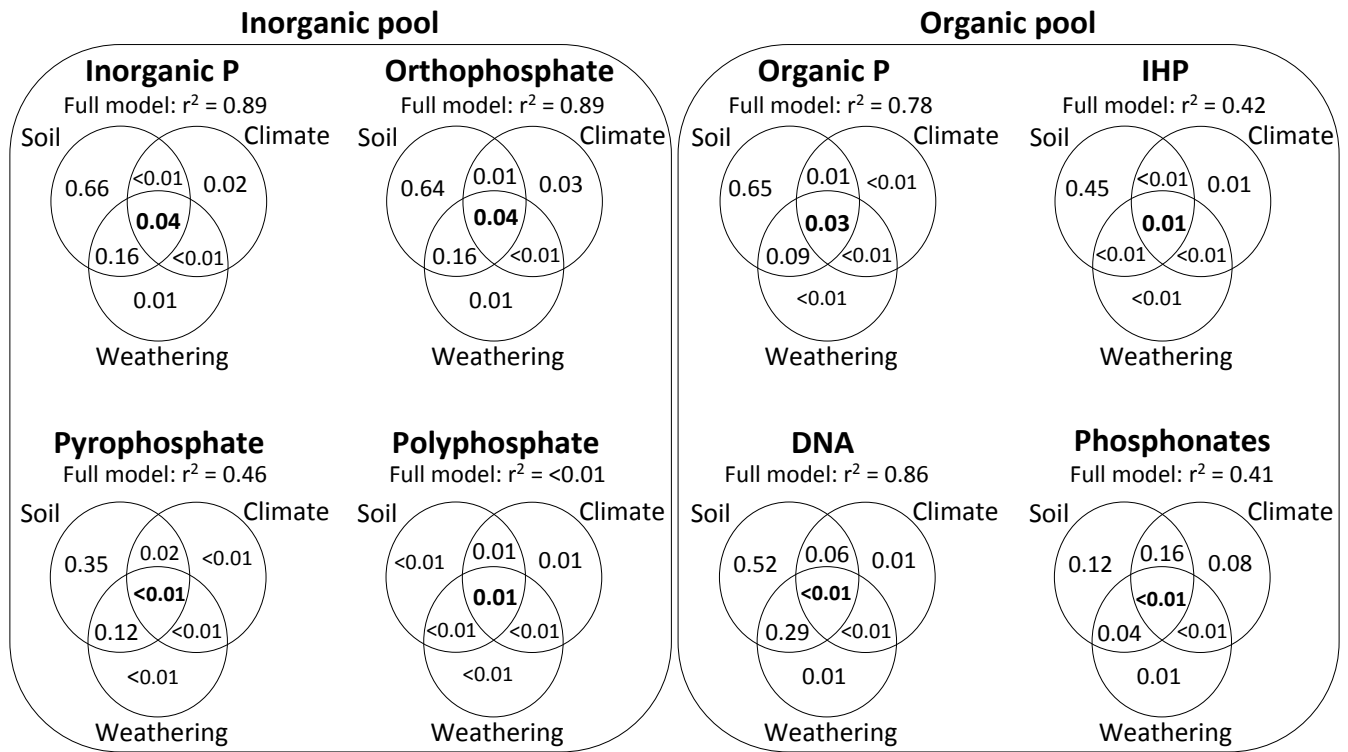 Inorganic pool
Inorganic P
Full model: r² = 0.89
Soil
Climate
0.66
<0.01
0.02
0.04
0.16
<0.01
0.01
Weathering
Orthophosphate
Full model: r² = 0.89
Soil
Climate
0.64
0.01
0.03
0.04
0.16
<0.01
0.01
Weathering
Pyrophosphate
Full model: r² = 0.46
Soil
Climate
0.35
0.02
<0.01
<0.01
0.12
<0.01
<0.01
Weathering
Polyphosphate
Full model: r² = <0.01
Soil
Climate
<0.01
0.01
0.01
0.01
<0.01
<0.01
<0.01
Weathering
Organic pool
Organic P
Full model: r² = 0.78
Soil
Climate
0.65
0.01
<0.01
0.03
0.09
<0.01
<0.01
Weathering
IHP
Full model: r² = 0.42
Soil
Climate
0.45
<0.01
0.01
0.01
<0.01
<0.01
<0.01
Weathering
DNA
Full model: r² = 0.86
Soil
Climate
0.52
0.06
0.01
<0.01
0.29
<0.01
0.01
Weathering
Phosphonates
Full model: r² = 0.41
Soil
Climate
0.12
0.16
0.08
<0.01
0.04
<0.01
0.01
Weathering